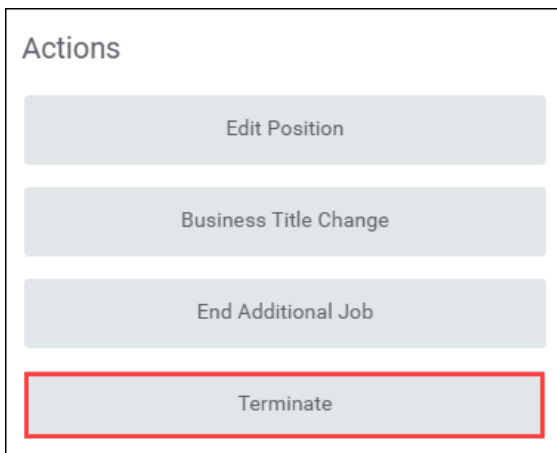 Actions
Edit Position
Business Title Change
End Additional Job
Terminate